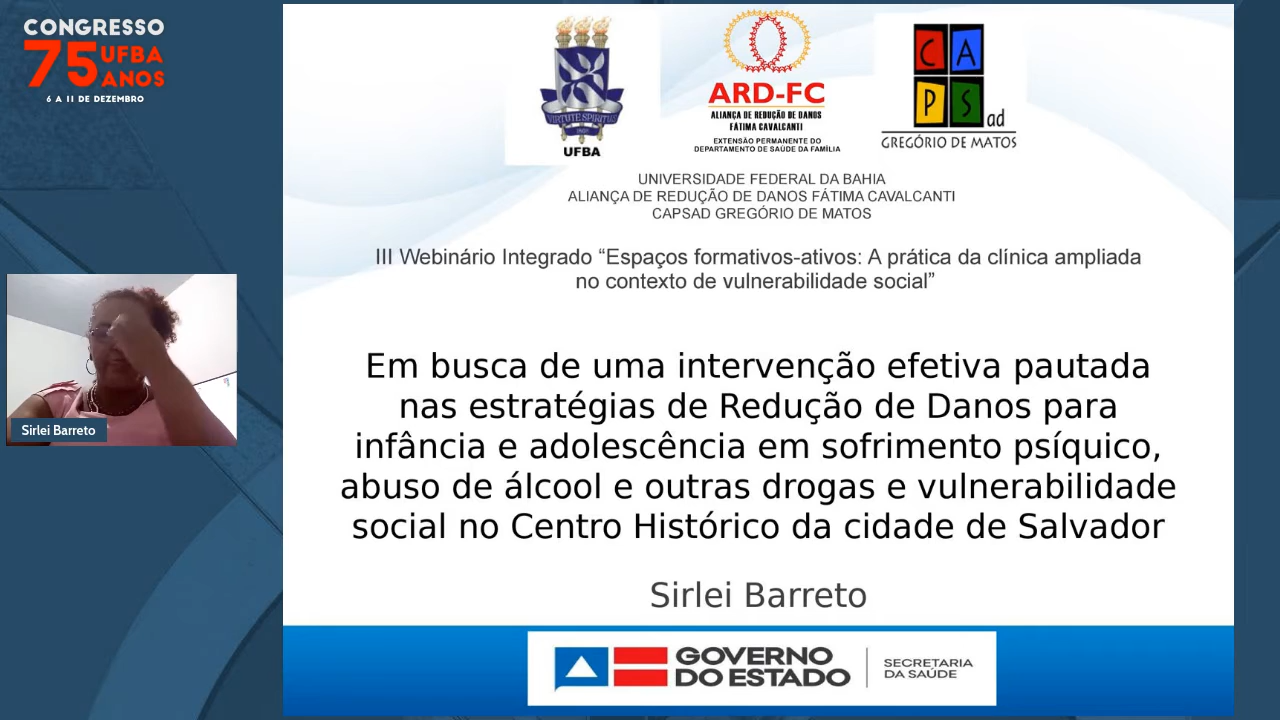 CONGRESSO
75 UFBA
ANOS
6 A 11 DE DEZEMBRO
VIRTUTE SPIRITUS
UFBA
ARD-FC
ALIANÇA DE REDUÇÃO DE DANOS
FÁTIMA CAVALCANTI
EXTENSÃO PERMANENTE DO
DEPARTAMENTO DE SAÚDE DA FAMÍLIA
CA
PS ad
GREGÓRIO DE MATOS
UNIVERSIDADE FEDERAL DA BAHIA
ALIANÇA DE REDUÇÃO DE DANOS FÁTIMA CAVALCANTI
CAPSAD GREGÓRIO DE MATOS
III Webinário Integrado “Espaços formativos-ativos: A prática da clínica ampliada
no contexto de vulnerabilidade social”
Em busca de uma intervenção efetiva pautada
nas estratégias de Redução de Danos para
infância e adolescência em sofrimento psíquico,
abuso de álcool e outras drogas e vulnerabilidade
social no Centro Histórico da cidade de Salvador
Sirlei Barreto
Sirlei Barreto
GOVERNO
DO ESTADO
SECRETARIA
DA SAÚDE